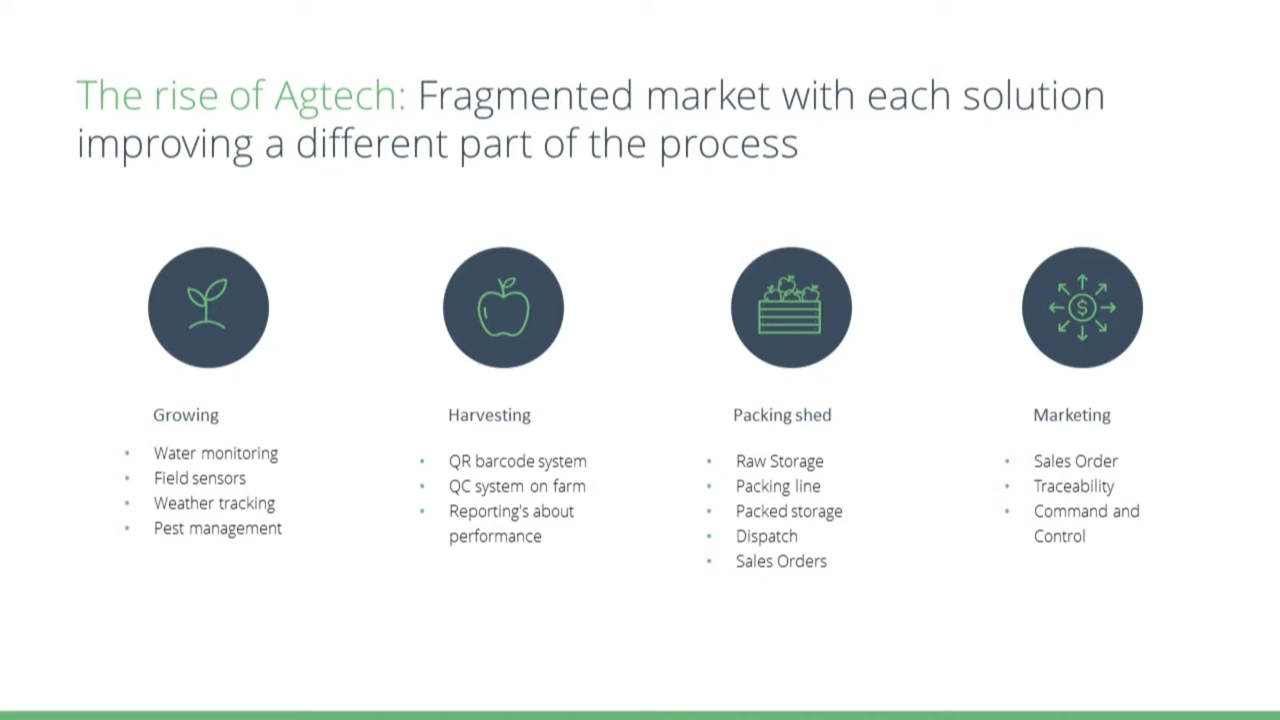 The rise of Agtech: Fragmented market with each solution
improving a different part of the process
$
Growing
• Water monitoring
• Field sensors
• Weather tracking
• Pest management
Harvesting
• QR barcode system
• QC system on farm
• Reporting's about
performance
Packing shed
• Raw Storage
• Packing line
• Packed storage
• Dispatch
• Sales Orders
Marketing
• Sales Order
• Traceability
• Command and
Control